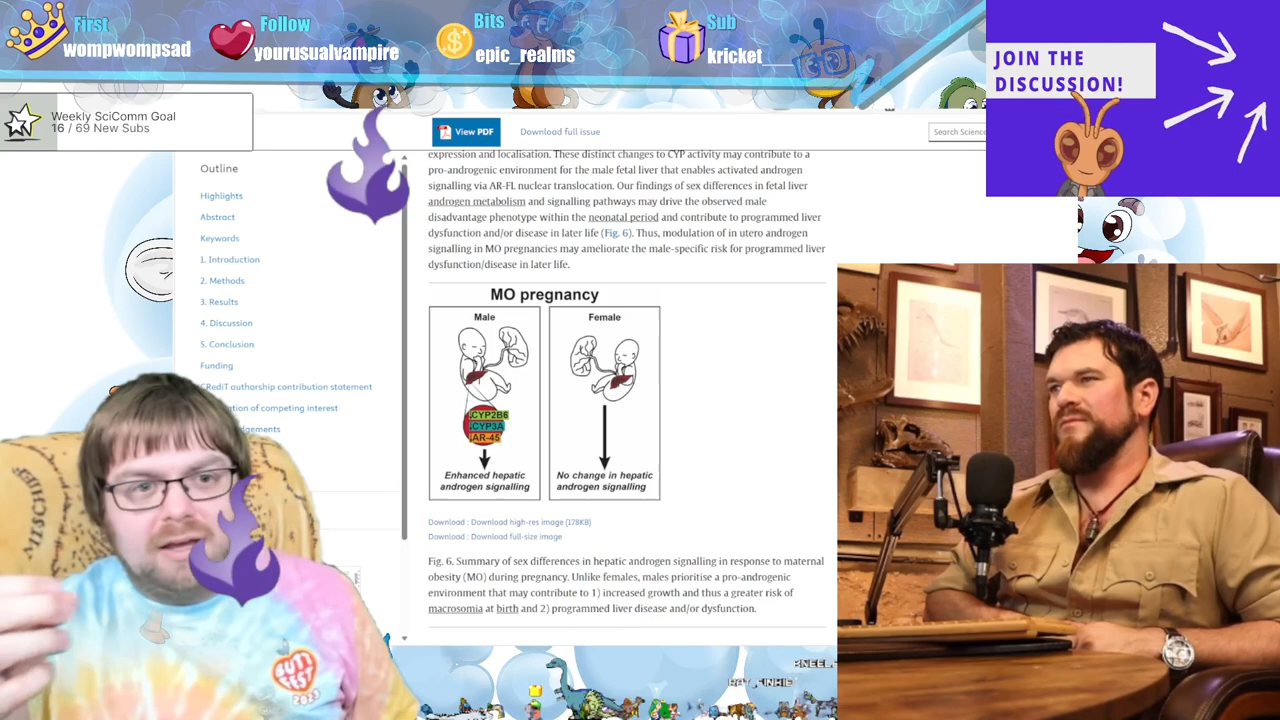 First
wompwompsad
Follow
yourusualvampire
Bits
epic_realms
Sub
kricket____
JOIN THE
DISCUSSION!
Weekly SciComm Goal
16 / 69 New Subs
View PDF
Download full issue
Search Science
Outline
Highlights
Abstract
Keywords
1. Introduction
2. Methods
3. Results
4. Discussion
5. Conclusion
Funding
CRediT authorship contribution statement
of competing interest
expression and localisation. These distinct changes to CYP activity may contribute to a
pro-androgenic environment for the male fetal liver that enables activated androgen
signalling via AR-FL nuclear translocation. Our findings of sex differences in fetal liver
androgen metabolism and signalling pathways may drive the observed male
disadvantage phenotype within the neonatal period and contribute to programmed liver
dysfunction and/or disease in later life (Fig. 6). Thus, modulation of in utero androgen
signalling in MO pregnancies may ameliorate the male-specific risk for programmed liver
dysfunction/disease in later life.
MO pregnancy
Male
Female
↓CYP2B6
↓CYP3A
↓AR-45
Enhanced hepatic
androgen signalling
No change in hepatic
androgen signalling
Download : Download high-res image (178KB)
Download : Download full-size image
Fig. 6. Summary of sex differences in hepatic androgen signalling in response to maternal
obesity (MO) during pregnancy. Unlike females, males prioritise a pro-androgenic
environment that may contribute to 1) increased growth and thus a greater risk of
macrosomia at birth and 2) programmed liver disease and/or dysfunction.
BUTT
FEST
2023